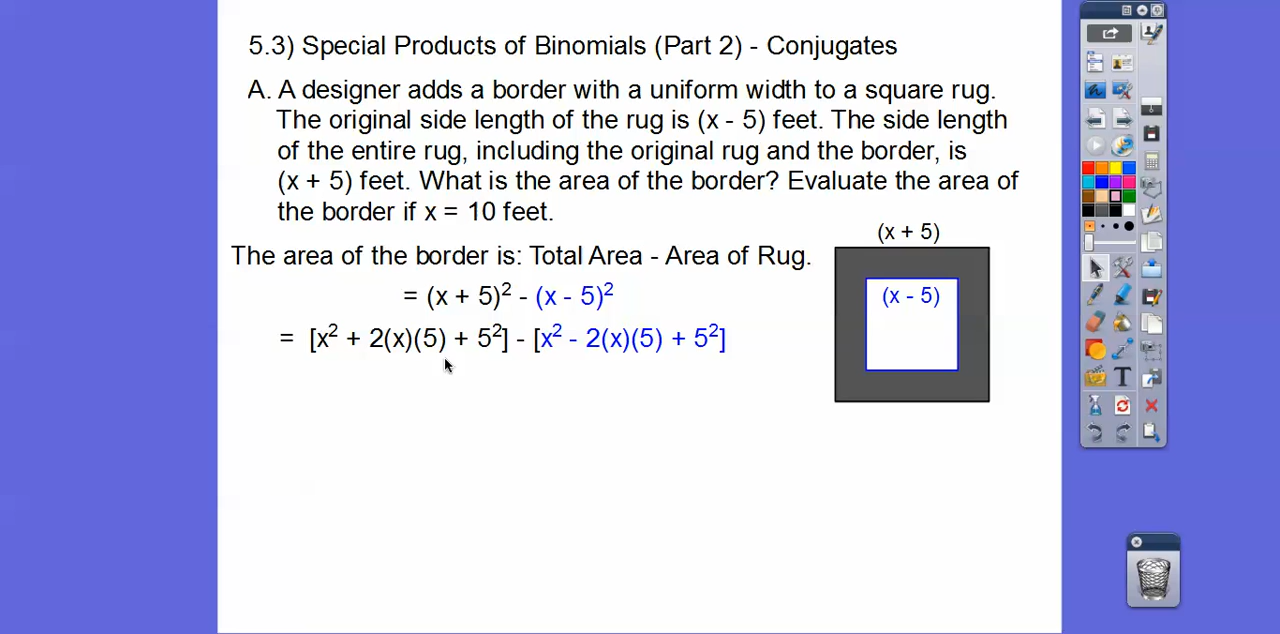 5.3) Special Products of Binomials (Part 2) - Conjugates
A. A designer adds a border with a uniform width to a square rug.
The original side length of the rug is (x - 5) feet. The side length
of the entire rug, including the original rug and the border, is
(x + 5) feet. What is the area of the border? Evaluate the area of
the border if x = 10 feet.
(x + 5)
The area of the border is: Total Area - Area of Rug.
= (x + 5)² - (x - 5)²
(x - 5)
= [x² + 2(x)(5) + 5²] - [x² - 2(x)(5) + 5²]
T